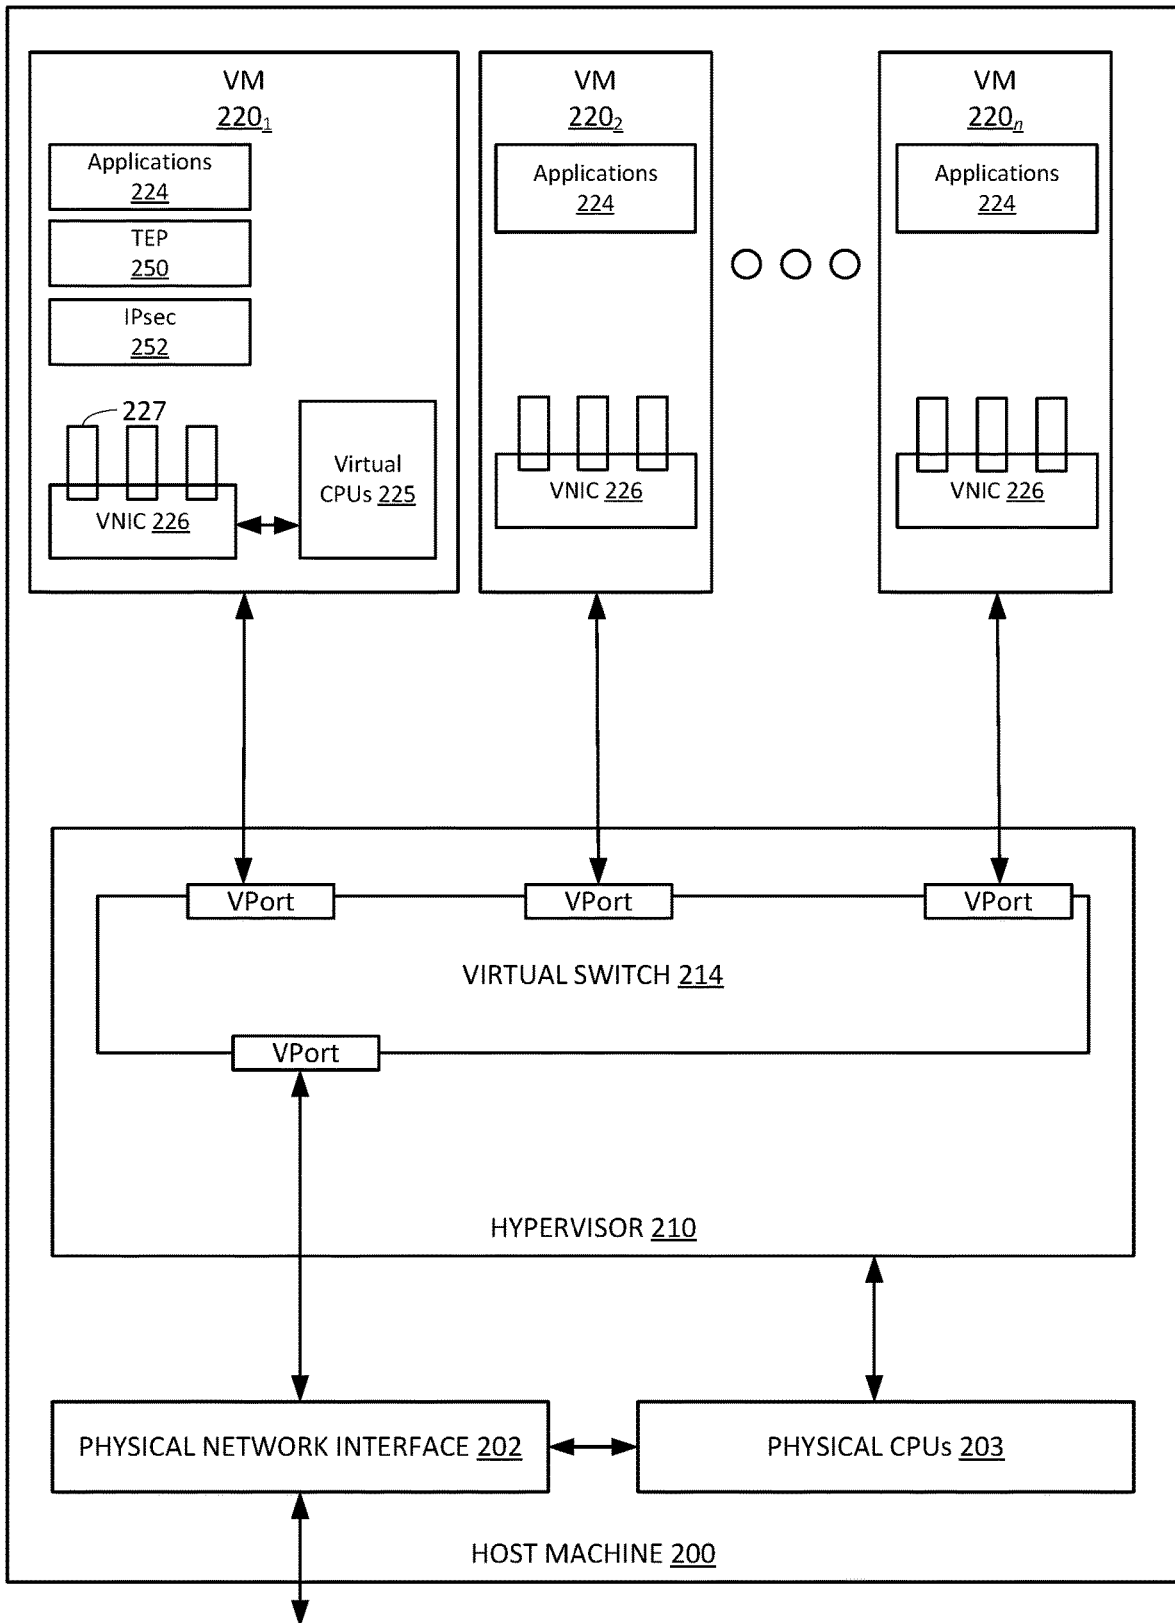 VM
220₁
Applications
224
TEP
250
IPsec
252
227
VNIC 226
Virtual
CPUs 225
VM
220₂
Applications
224
VNIC 226
VM
220ₙ
Applications
224
VNIC 226
VPort
VPort
VPort
VIRTUAL SWITCH 214
VPort
HYPERVISOR 210
PHYSICAL NETWORK INTERFACE 202
PHYSICAL CPUs 203
HOST MACHINE 200